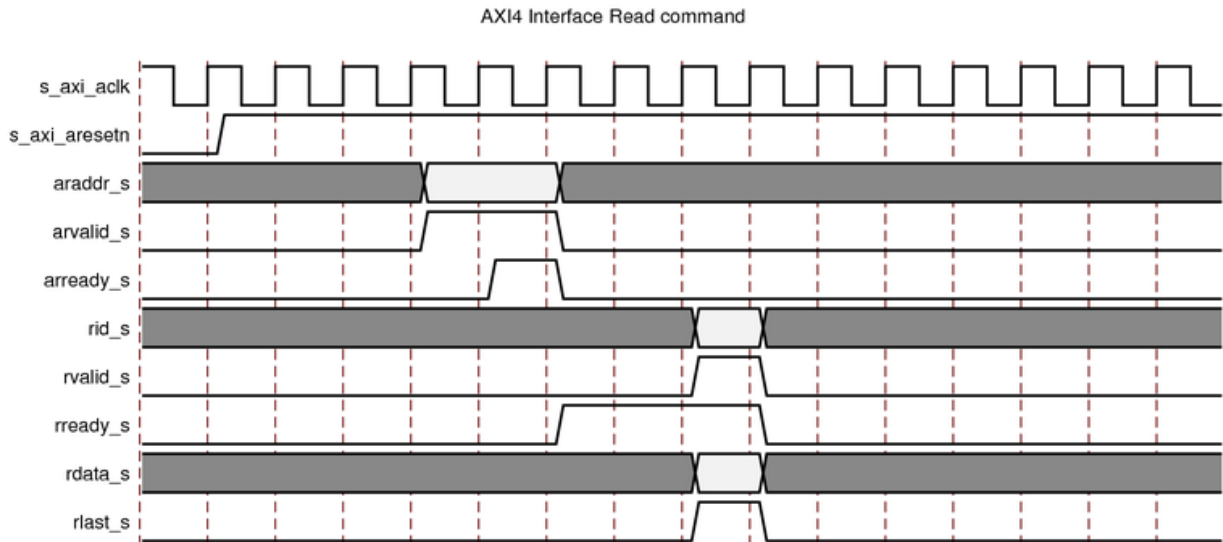 AXI4 Interface Read command
s_axi_aclk
s_axi_aresetn
araddr_s
arvalid_s
arready_s
rid_s
rvalid_s
rready_s
rdata_s
rlast_s